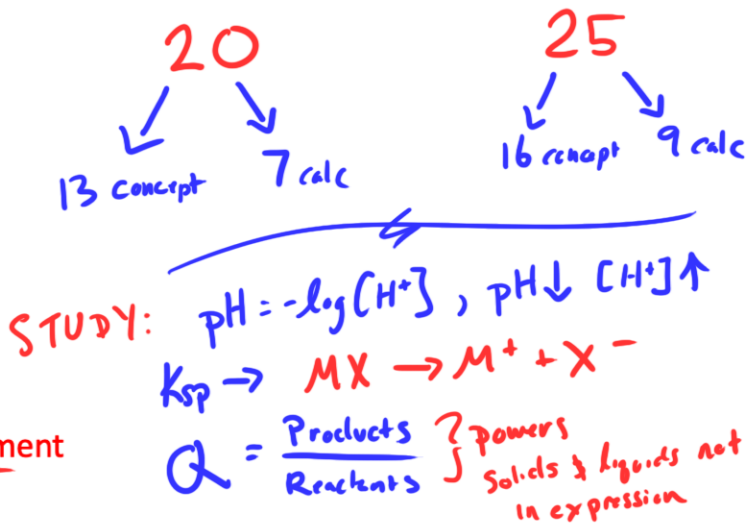 20 25
13 concept 7 calc 16 concept 9 calc
STUDY: pH = -log[H+] , pH↓ [H+]↑
Ksp → MX → M+ + X-
Q = Products / Reactants } powers
Solids & liquids not
in expression
ment